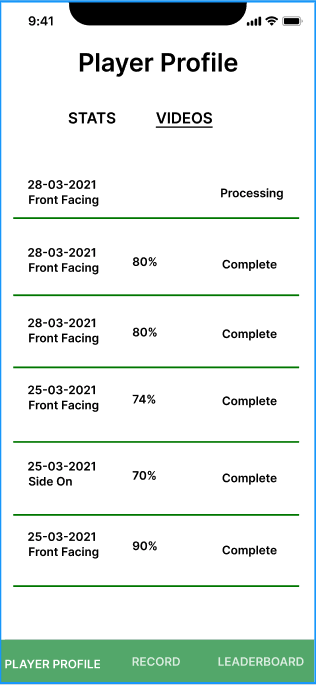 9:41
Player Profile
STATS VIDEOS
28-03-2021
Front Facing
Processing
28-03-2021
Front Facing
80%
Complete
28-03-2021
Front Facing
80%
Complete
25-03-2021
Front Facing
74%
Complete
25-03-2021
Side On
70%
Complete
25-03-2021
Front Facing
90%
Complete
PLAYER PROFILE RECORD LEADERBOARD